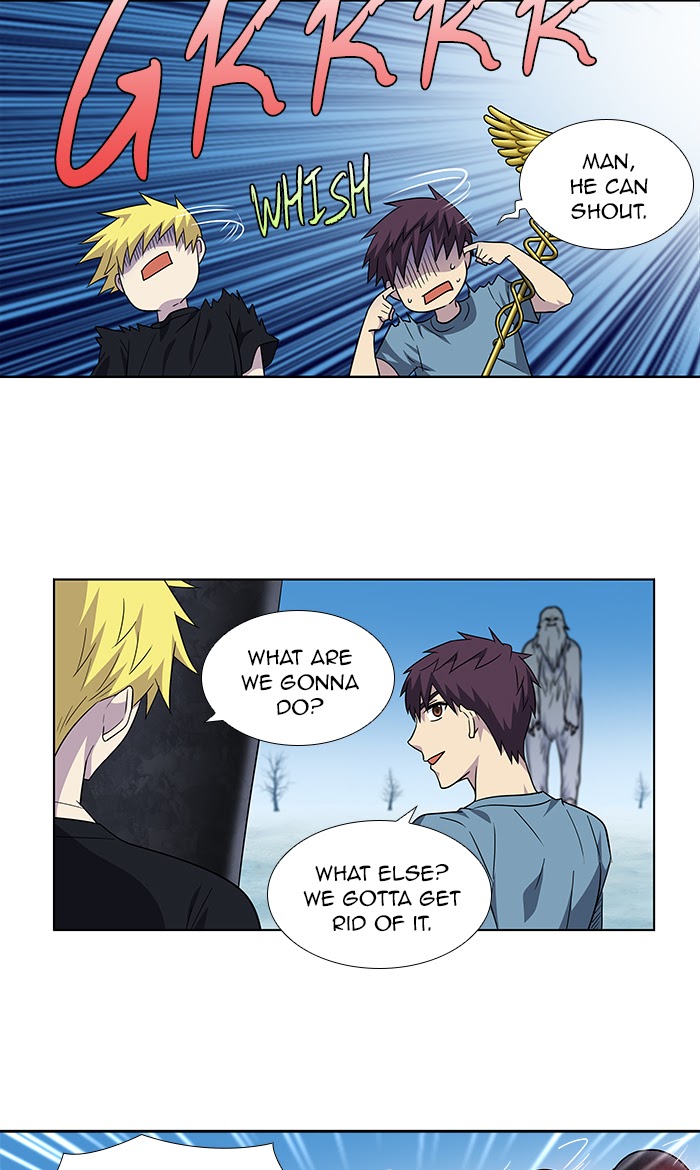 GRRRR
WHISH
MAN,
HE CAN
SHOUT.
WHAT ARE
WE GONNA
DO?
WHAT ELSE?
WE GOTTA GET
RID OF IT.